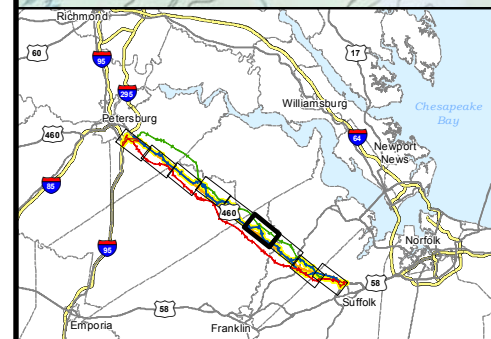 Richmond
60
95
17
295
Williamsburg
Chesapeake
Bay
Petersburg
460
64
Newport
News
85
460
95
Norfolk
58
Suffolk
58
Emporia
Franklin